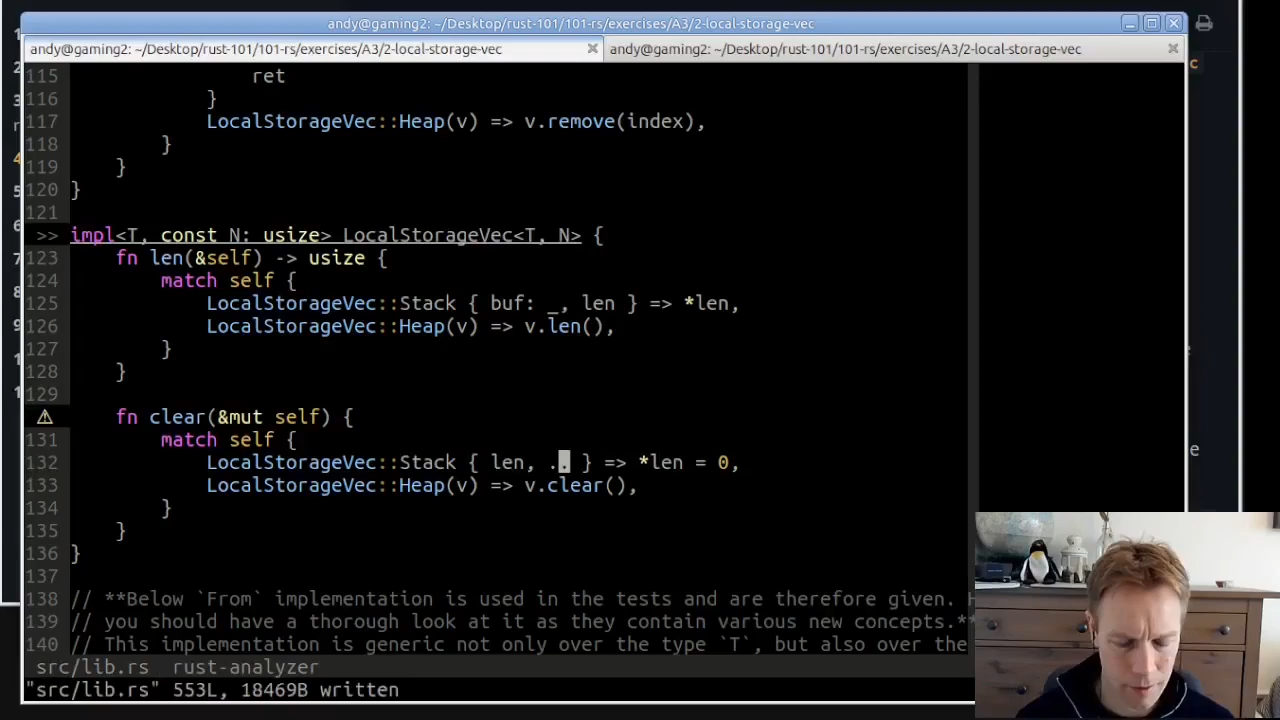 andy@gaming2: ~/Desktop/rust-101/101-rs/exercises/A3/2-local-storage-vec
andy@gaming2: ~/Desktop/rust-101/101-rs/exercises/A3/2-local-storage-vec andy@gaming2: ~/Desktop/rust-101/101-rs/exercises/A3/2-local-storage-vec
115 ret
116 }
117 LocalStorageVec::Heap(v) => v.remove(index),
118 }
119 }
120 }
121
>> impl<T, const N: usize> LocalStorageVec<T, N> {
123 fn len(&self) -> usize {
124 match self {
125 LocalStorageVec::Stack { buf: _, len } => *len,
126 LocalStorageVec::Heap(v) => v.len(),
127 }
128 }
129
⚠ fn clear(&mut self) {
131 match self {
132 LocalStorageVec::Stack { len, .. } => *len = 0,
133 LocalStorageVec::Heap(v) => v.clear(),
134 }
135 }
136 }
137
138 // **Below `From` implementation is used in the tests and are therefore given.
139 // you should have a thorough look at it as they contain various new concepts.**
140 // This implementation is generic not only over the type `T`, but also over the
src/lib.rs rust-analyzer
"src/lib.rs" 553L, 18469B written